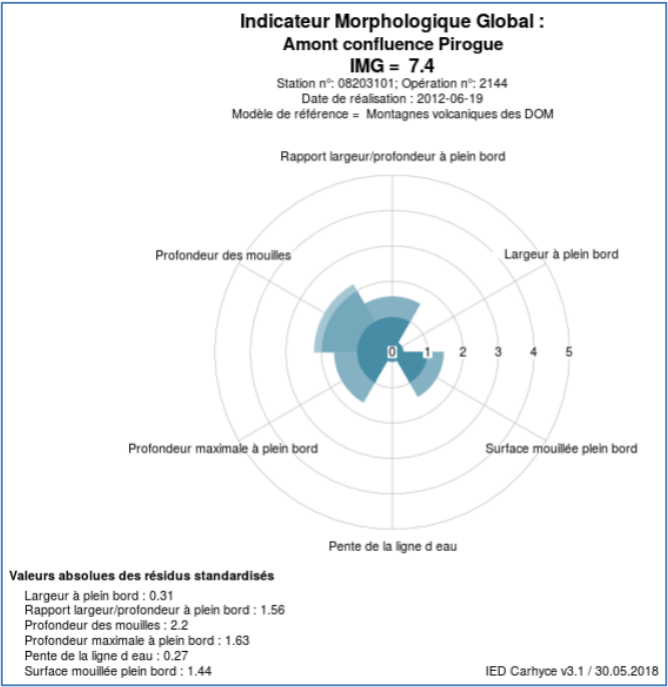 Indicateur Morphologique Global :
Amont confluence Pirogue
IMG = 7.4
Station n°: 08203101; Opération n°: 2144
Date de réalisation : 2012-06-19
Modèle de référence = Montagnes volcaniques des DOM
Rapport largeur/profondeur à plein bord
Profondeur des mouilles
Largeur à plein bord
0 1 2 3 4 5
Profondeur maximale à plein bord
Surface mouillée plein bord
Pente de la ligne d eau
Valeurs absolues des résidus standardisés
Largeur à plein bord : 0.31
Rapport largeur/profondeur à plein bord : 1.56
Profondeur des mouilles : 2.2
Profondeur maximale à plein bord : 1.63
Pente de la ligne d eau : 0.27
Surface mouillée plein bord : 1.44
IED Carhyce v3.1 / 30.05.2018